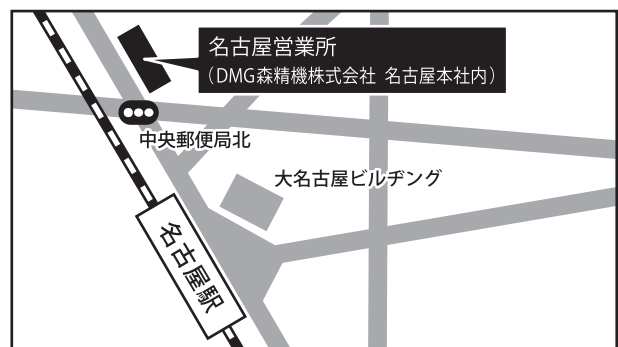 名古屋営業所
（DMG森精機株式会社 名古屋本社内）
中央郵便局北
大名古屋ビルヂング
名古屋駅